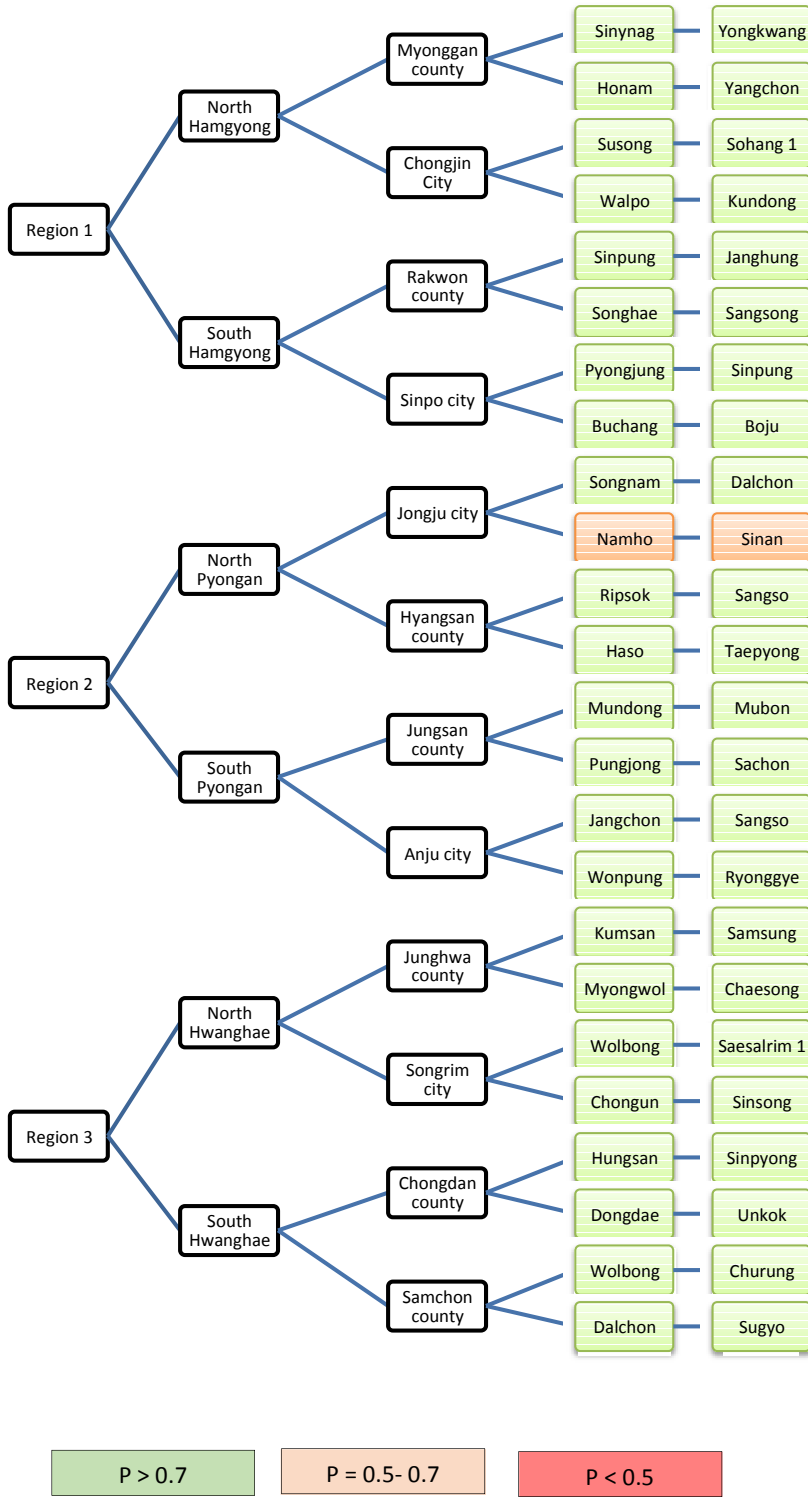 Region 1
North
Hamgyong
Myonggan
county
Sinynag
Yongkwang
Honam
Yangchon
Chongjin
City
Susong
Sohang 1
Walpo
Kundong
South
Hamgyong
Rakwon
county
Sinpung
Janghung
Songhae
Sangsong
Sinpo city
Pyongjung
Sinpung
Buchang
Boju
Region 2
North
Pyongan
Jongju city
Songnam
Dalchon
Namho
Sinan
Hyangsan
county
Ripsok
Sangso
Haso
Taepyong
South
Pyongan
Jungsan
county
Mundong
Mubon
Pungjong
Sachon
Anju city
Jangchon
Sangso
Wonpung
Ryonggye
Region 3
North
Hwanghae
Junghwa
county
Kumsan
Samsung
Myongwol
Chaesong
Songrim
city
Wolbong
Saesalrim 1
Chongun
Sinsong
South
Hwanghae
Chongdan
county
Hungsan
Sinpyong
Dongdae
Unkok
Samchon
county
Wolbong
Churung
Dalchon
Sugyo
P > 0.7
P = 0.5- 0.7
P < 0.5